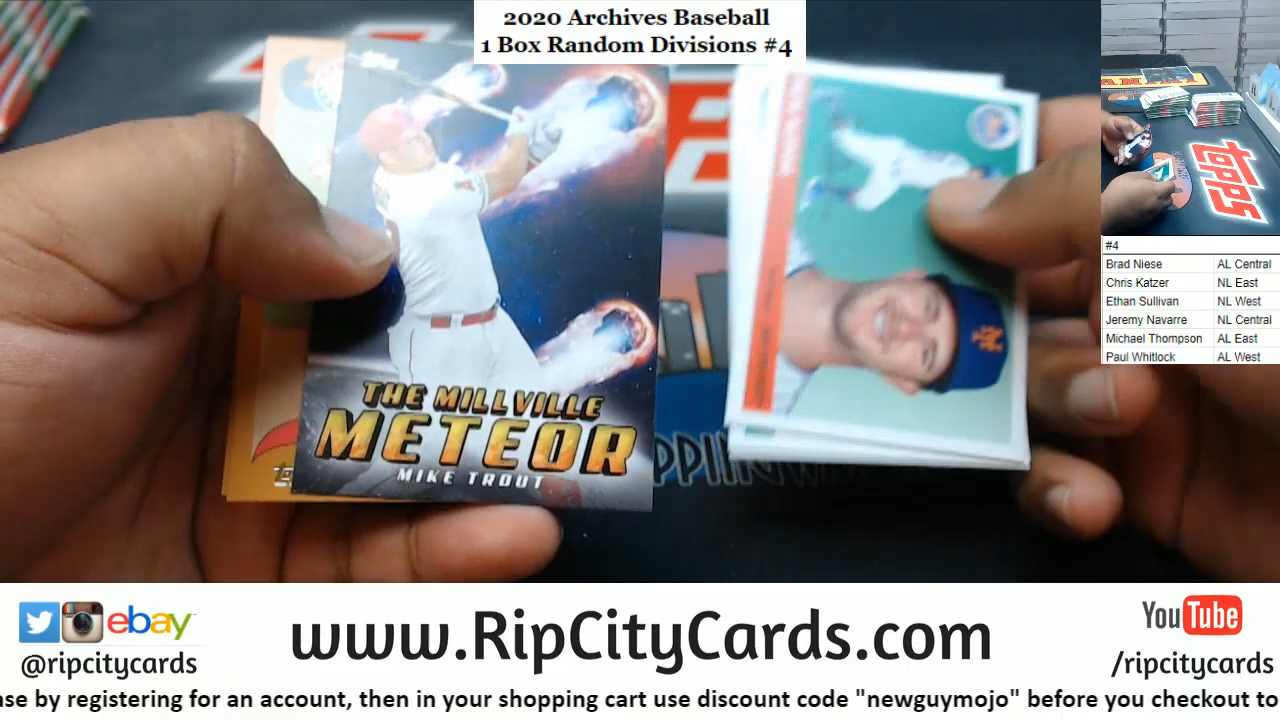 2020 Archives Baseball
1 Box Random Divisions #4
topps
#4
Brad Niese AL Central
Chris Katzer NL East
Ethan Sullivan NL West
Jeremy Navarre NL Central
Michael Thompson AL East
Paul Whitlock AL West
THE MILLVILLE
METEOR
MIKE TROUT
ebay
@ripcitycards
www.RipCityCards.com
YouTube
/ripcitycards
ase by registering for an account, then in your shopping cart use discount code "newguymojo" before you checkout to